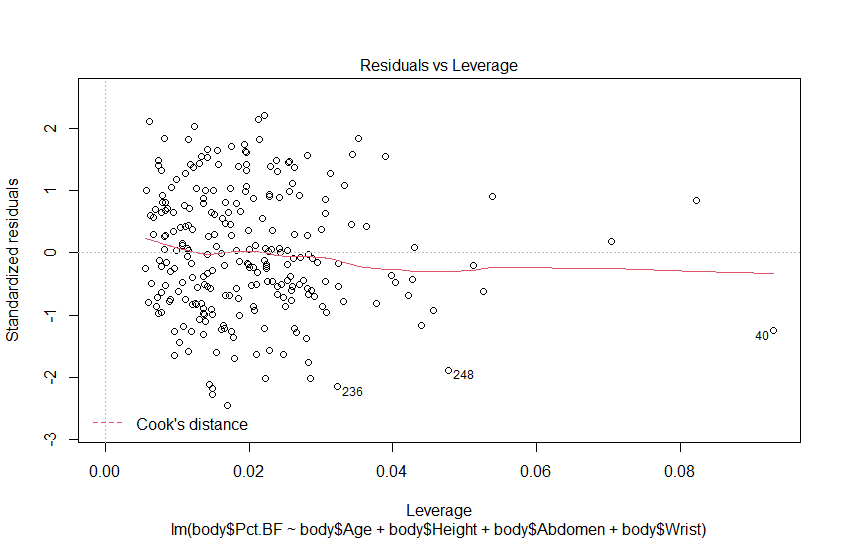 Residuals vs Leverage
Standardized residuals
2
1
0
-1
-2
-3
40
248
236
Cook's distance
0.00 0.02 0.04 0.06 0.08
Leverage
lm(body$Pct.BF ~ body$Age + body$Height + body$Abdomen + body$Wrist)